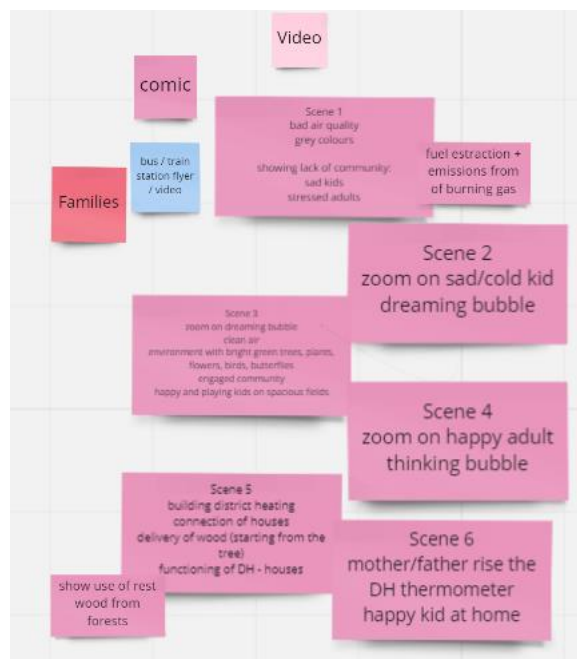 Video
comic
Scene 1
bad air quality
grey colours
showing lack of community:
sad kids
stressed adults
fuel estraction +
emissions from
of burning gas
bus / train
station flyer
/ video
Families
Scene 2
zoom on sad/cold kid
dreaming bubble
Scene 3
zoom on dreaming bubble
clean air
environment with bright green trees, plants,
flowers, birds, butterflies
engaged community
happy and playing kids on spacious fields
Scene 4
zoom on happy adult
thinking bubble
Scene 5
building district heating
connection of houses
delivery of wood (starting from the
tree)
functioning of DH - houses
Scene 6
mother/father rise the
DH thermometer
happy kid at home
show use of rest
wood from
forests